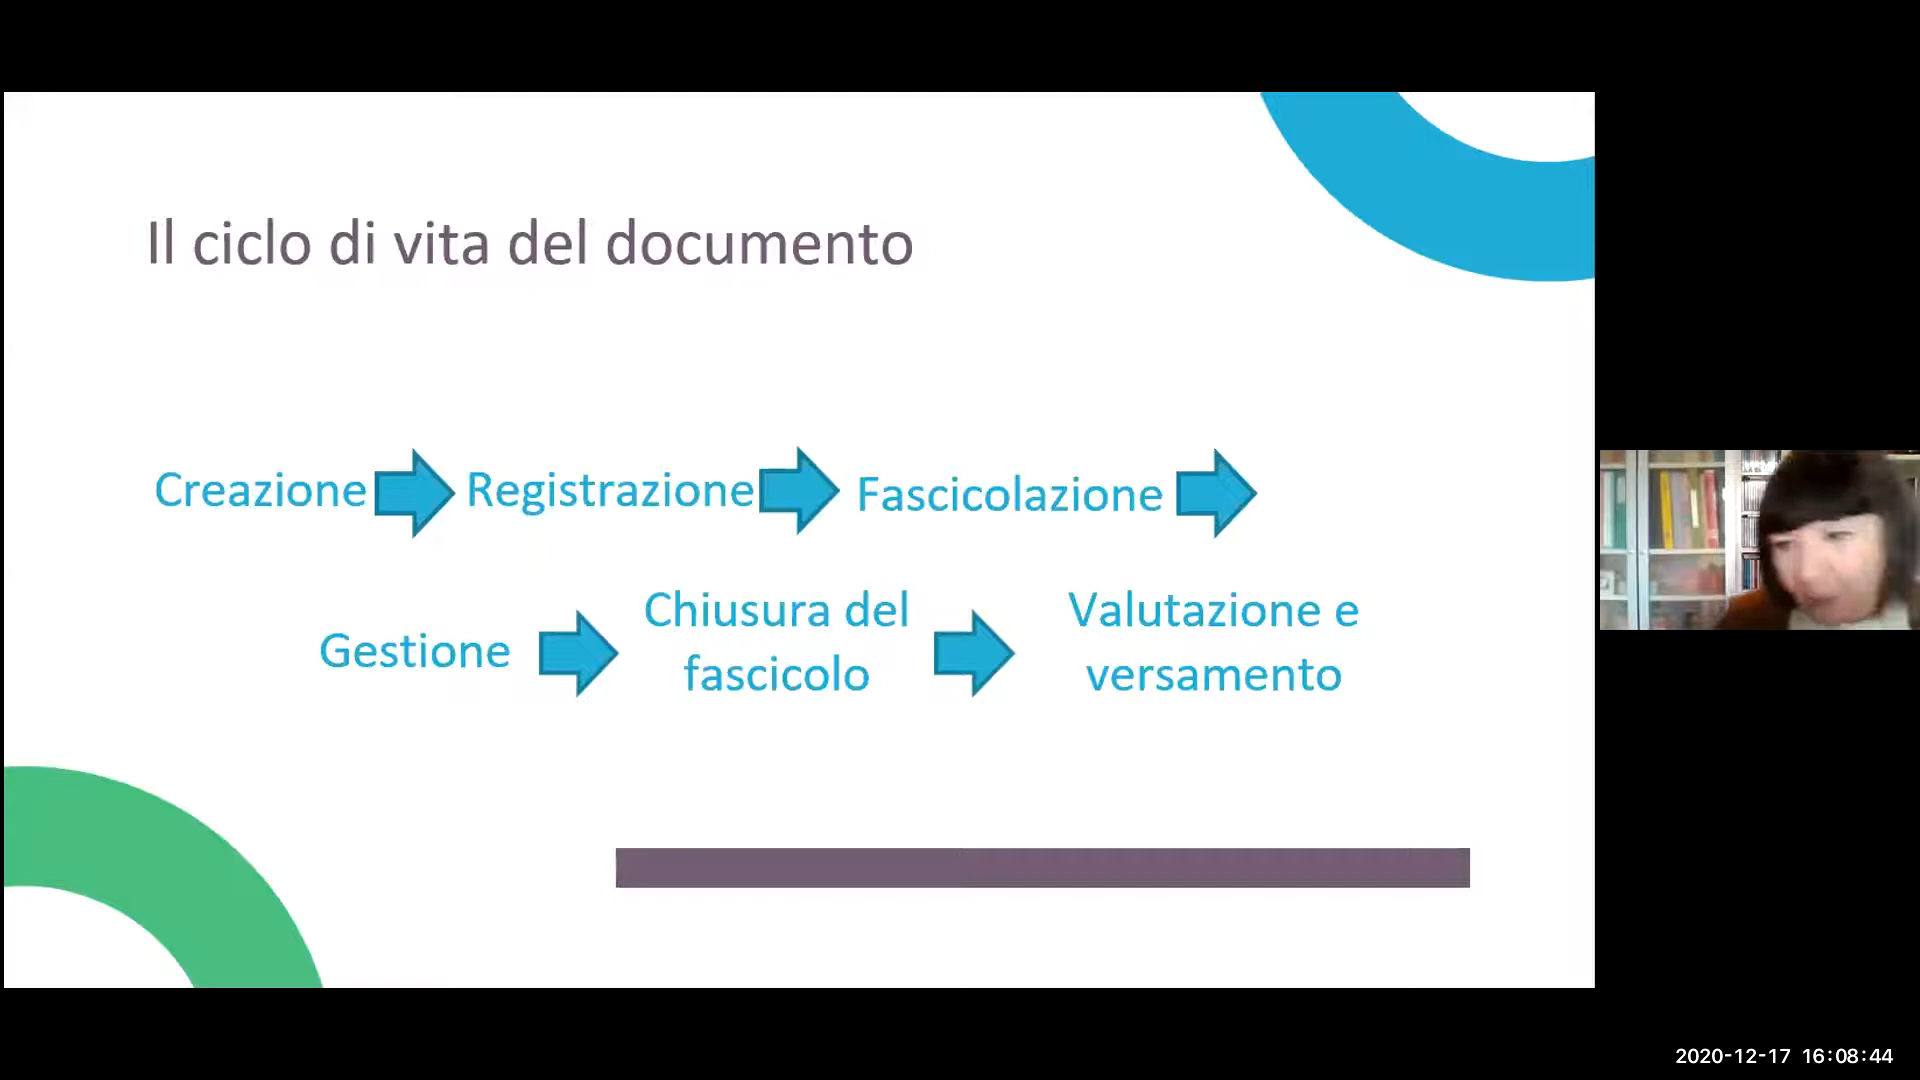 Il ciclo di vita del documento
Creazione Registrazione Fascicolazione
Gestione Chiusura del fascicolo Valutazione e versamento
2020-12-17 16:08:44